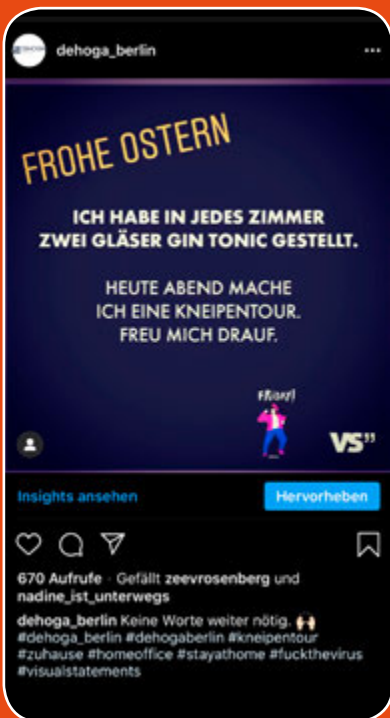 dehoga_berlin
FROHE OSTERN
ICH HABE IN JEDES ZIMMER
ZWEI GLÄSER GIN TONIC GESTELLT.
HEUTE ABEND MACHE
ICH EINE KNEIPENTOUR.
FREU MICH DRAUF.
FRIDAY!
VS"
Insights ansehen
Hervorheben
670 Aufrufe · Gefällt zeevrosenberg und
nadine_ist_unterwegs
dehoga_berlin Keine Worte weiter nötig. 🙌
#dehoga_berlin #dehogaberlin #kneipentour
#zuhause #homeoffice #stayathome #fuckthevirus
#visualstatements